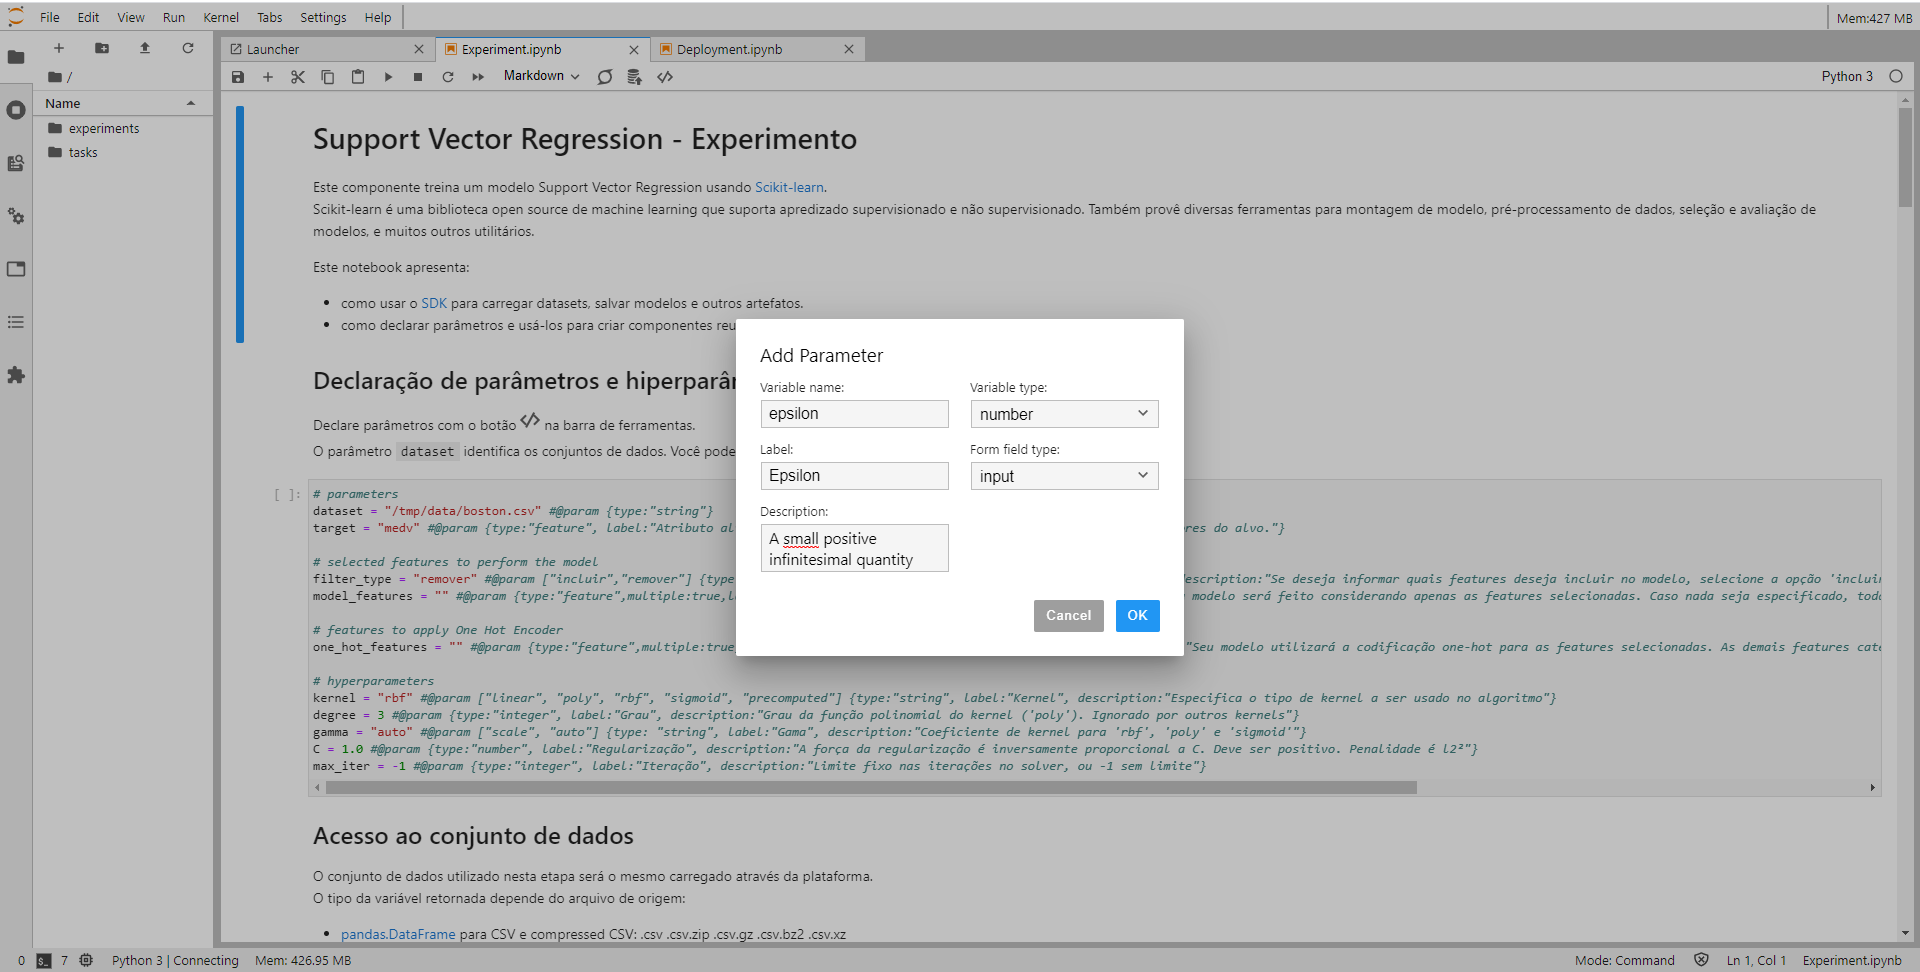 File Edit View Run Kernel Tabs Settings Help
Mem:427 MB
Launcher
Experiment.ipynb
Deployment.ipynb
/
Markdown
Python 3
Name
experiments
tasks
Support Vector Regression - Experimento
Este componente treina um modelo Support Vector Regression usando Scikit-learn.
Scikit-learn é uma biblioteca open source de machine learning que suporta apredizado supervisionado e não supervisionado. Também provê diversas ferramentas para montagem de modelo, pré-processamento de dados, seleção e avaliação de
modelos, e muitos outros utilitários.
Este notebook apresenta:
• como usar o SDK para carregar datasets, salvar modelos e outros artefatos.
• como declarar parâmetros e usá-los para criar componentes reu
Declaração de parâmetros e hiperparâr
Declare parâmetros com o botão </> na barra de ferramentas.
O parâmetro dataset identifica os conjuntos de dados. Você pode
[ ]:
# parameters
dataset = "/tmp/data/boston.csv" #@param {type:"string"}
target = "medv" #@param {type:"feature", label:"Atributo al res do alvo."}
# selected features to perform the model
filter_type = "remover" #@param ["incluir","remover"] {type escription:"Se deseja informar quais features deseja incluir no modelo, selecione a opção 'incluir
model_features = "" #@param {type:"feature",multiple:true,l modelo será feito considerando apenas as features selecionadas. Caso nada seja especificado, toda
# features to apply One Hot Encoder
one_hot_features = "" #@param {type:"feature",multiple:true "Seu modelo utilizará a codificação one-hot para as features selecionadas. As demais features cate
# hyperparameters
kernel = "rbf" #@param ["linear", "poly", "rbf", "sigmoid", "precomputed"] {type:"string", label:"Kernel", description:"Especifica o tipo de kernel a ser usado no algoritmo"}
degree = 3 #@param {type:"integer", label:"Grau", description:"Grau da função polinomial do kernel ('poly'). Ignorado por outros kernels"}
gamma = "auto" #@param ["scale", "auto"] {type: "string", label:"Gama", description:"Coeficiente de kernel para 'rbf', 'poly' e 'sigmoid'"}
C = 1.0 #@param {type:"number", label:"Regularização", description:"A força da regularização é inversamente proporcional a C. Deve ser positivo. Penalidade é l2²"}
max_iter = -1 #@param {type:"integer", label:"Iteração", description:"Limite fixo nas iterações no solver, ou -1 sem limite"}
Acesso ao conjunto de dados
O conjunto de dados utilizado nesta etapa será o mesmo carregado através da plataforma.
O tipo da variável retornada depende do arquivo de origem:
• pandas.DataFrame para CSV e compressed CSV: .csv .csv.zip .csv.gz .csv.bz2 .csv.xz
Add Parameter
Variable name:
epsilon
Variable type:
number
Label:
Epsilon
Form field type:
input
Description:
A small positive
infinitesimal quantity
Cancel
OK
0 $_ 7 Python 3 | Connecting Mem: 426.95 MB
Mode: Command Ln 1, Col 1 Experiment.ipynb